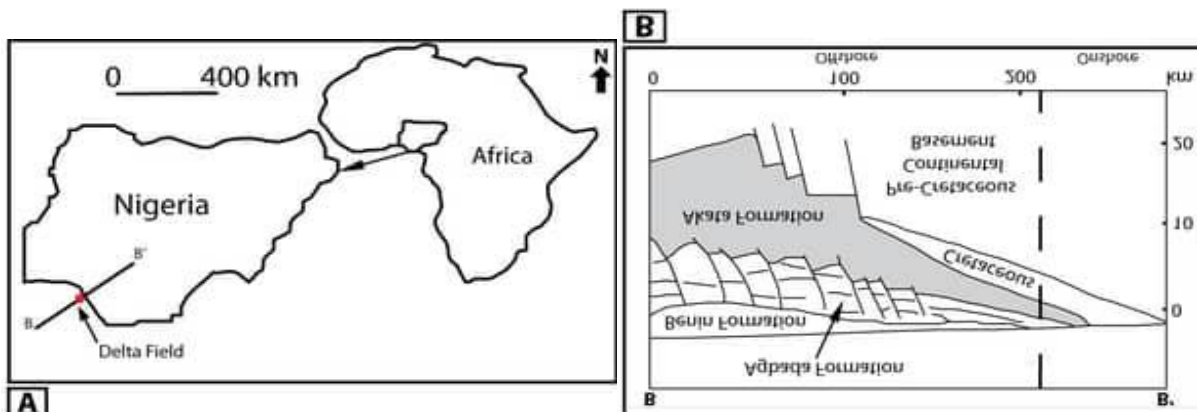 B
N
0 400 km
Africa
Nigeria
B'
B
Delta Field
A
0 100 200 km
Offshore
Onshore
20
10
0
Pre-Cretaceous
Continental
Basement
Akata Formation
Cretaceous
Benin Formation
Agbada Formation
B B'